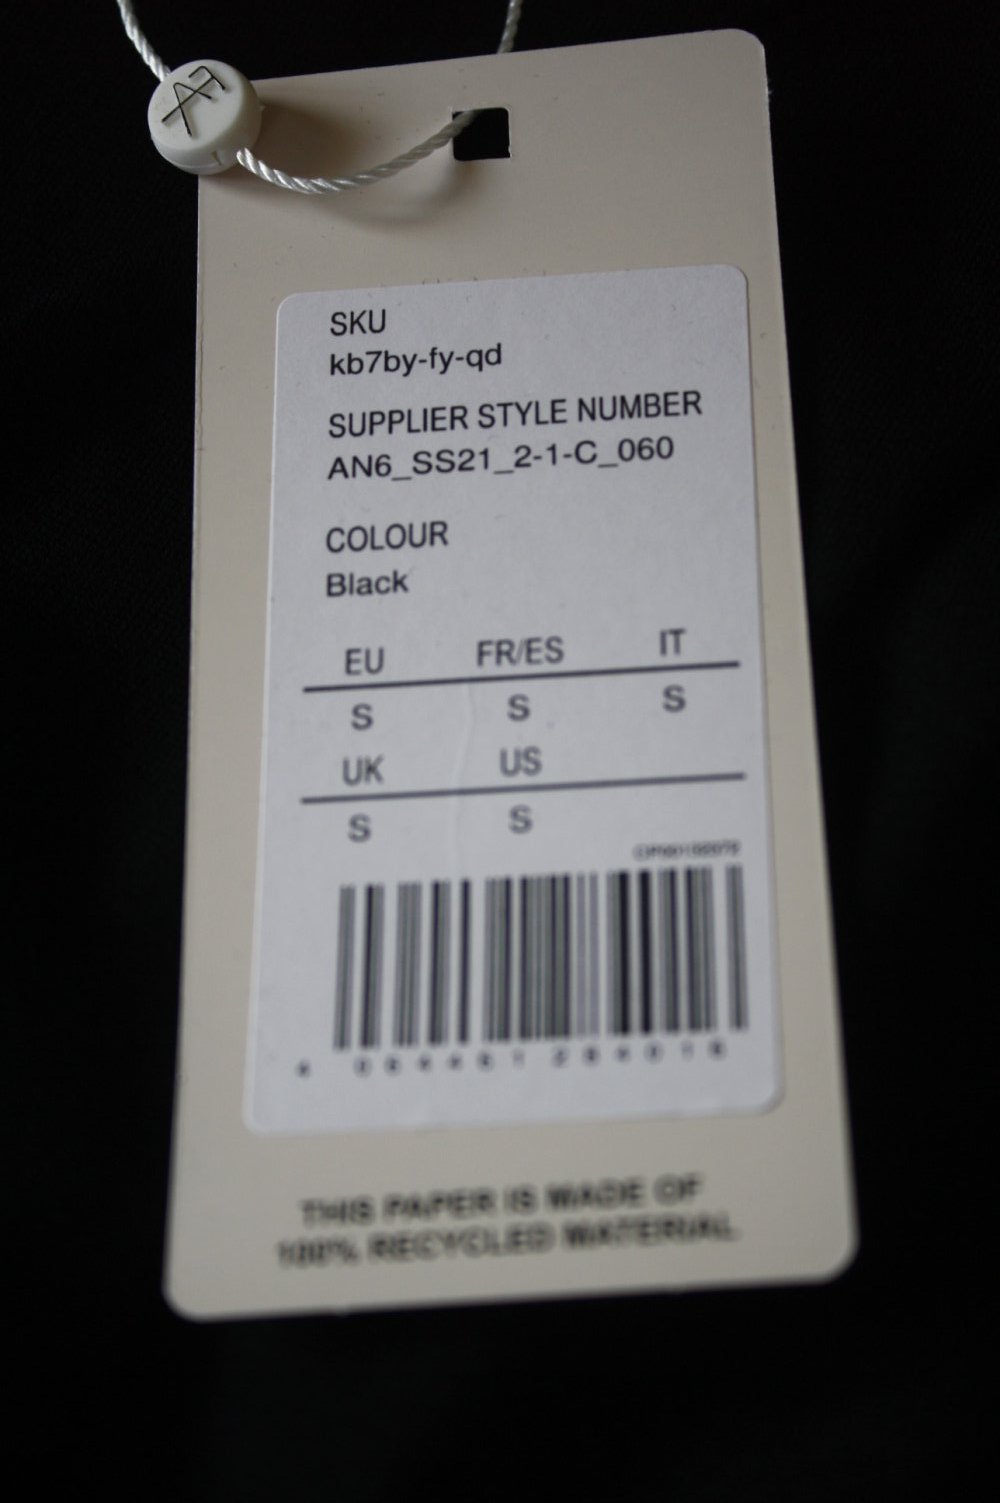 AF
SKU
kb7by-fy-qd
SUPPLIER STYLE NUMBER
AN6_SS21_2-1-C_060
COLOUR
Black
EU FR/ES IT
S S S
UK US
S S
THIS PAPER IS MADE OF
100% RECYCLED MATERIAL